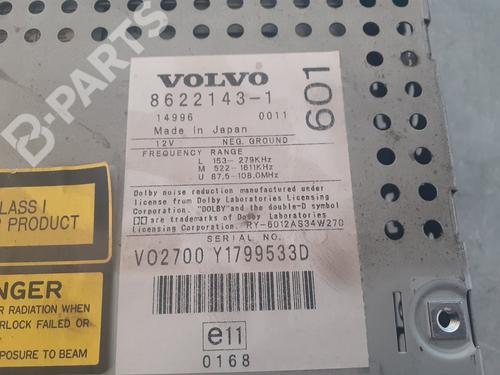 B-PARTS
VOLVO
8622143-1
601
14996 0011
Made in Japan
12V NEG. GROUND
FREQUENCY RANGE
L 153- 279KHz
M 522-1611KHz
U 87.5-108.0MHz
Dolby noise reduction manufactured under
license from Dolby Laboratories Licensing
Corporation. "DOLBY" and the double-D symbol
are trademarks of Dolby Laboratories
Licensing Corporation. RY-6012AS34W270
SERIAL NO.
VO2700 Y1799533D
e11
0168
LASS I
PRODUCT
NGER
R RADIATION WHEN
RLOCK FAILED OR
POSURE TO BEAM